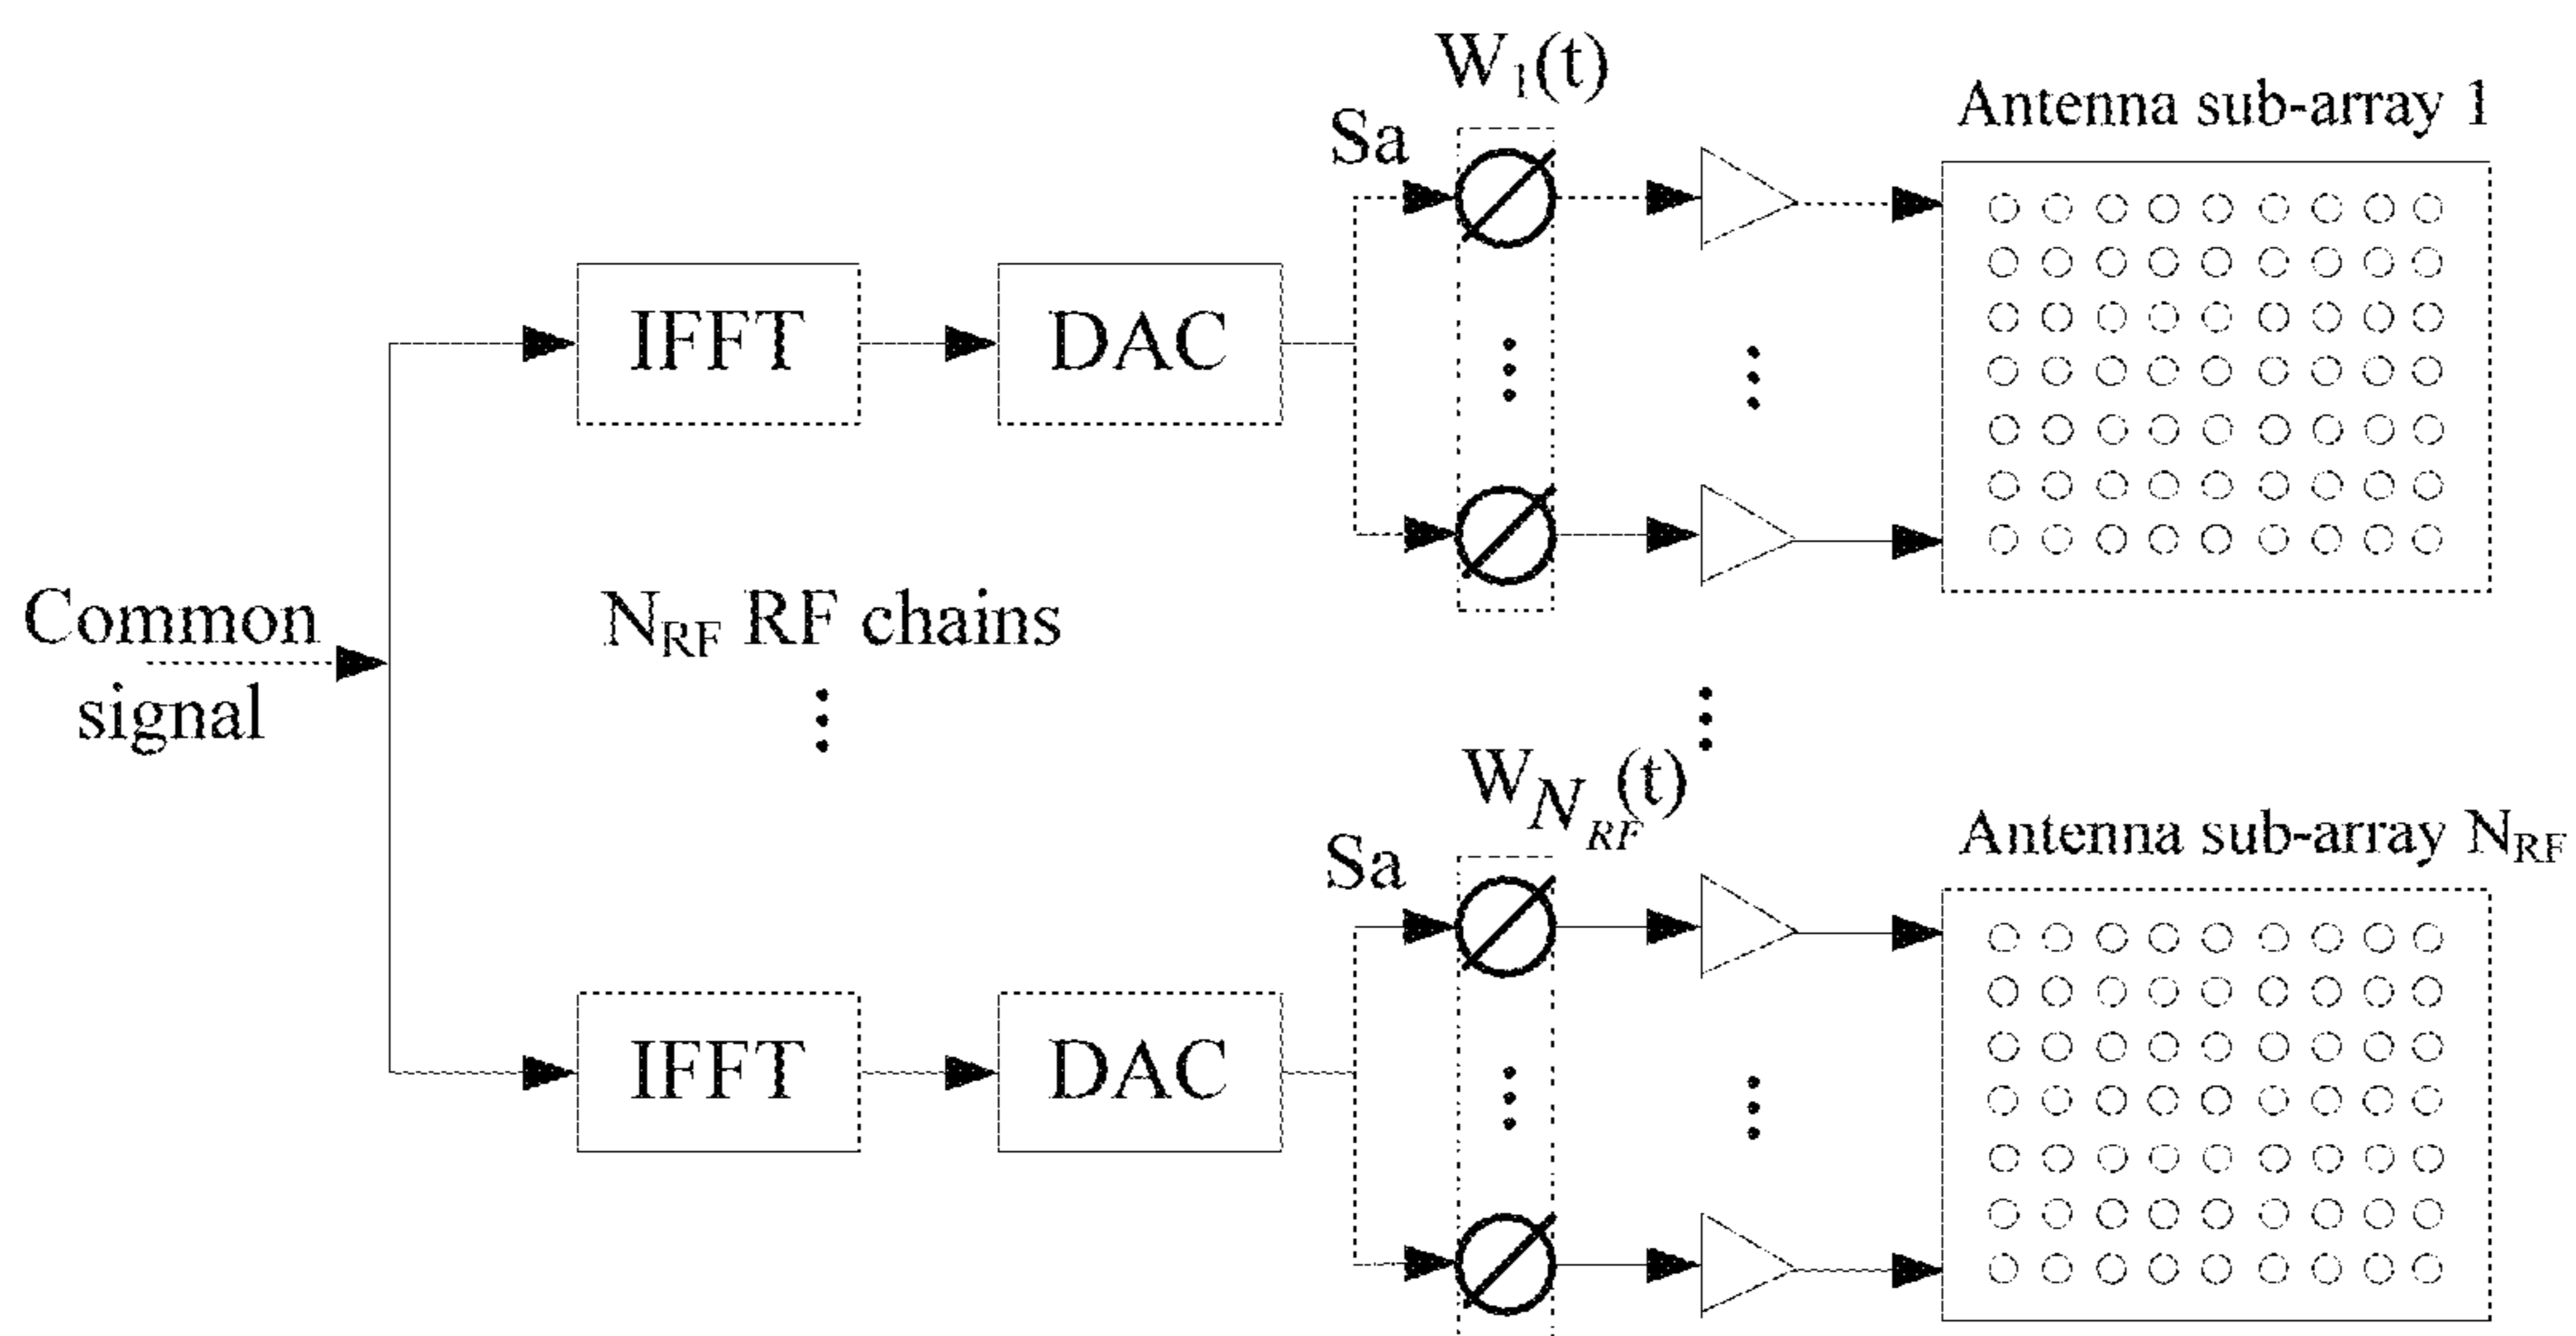 W1(t)
Antenna sub-array 1
Sa
IFFT
DAC
Common
signal
NRF RF chains
WNRF(t)
Antenna sub-array NRF
Sa
IFFT
DAC